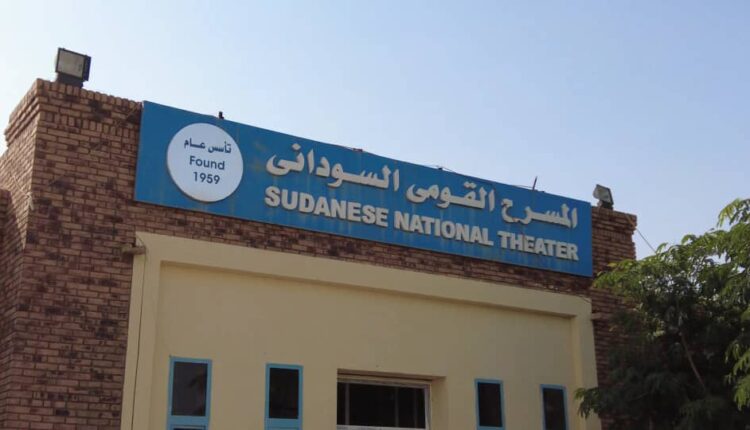 المسرح القومى السودانى
SUDANESE NATIONAL THEATER
تأسس عام
Found
1959